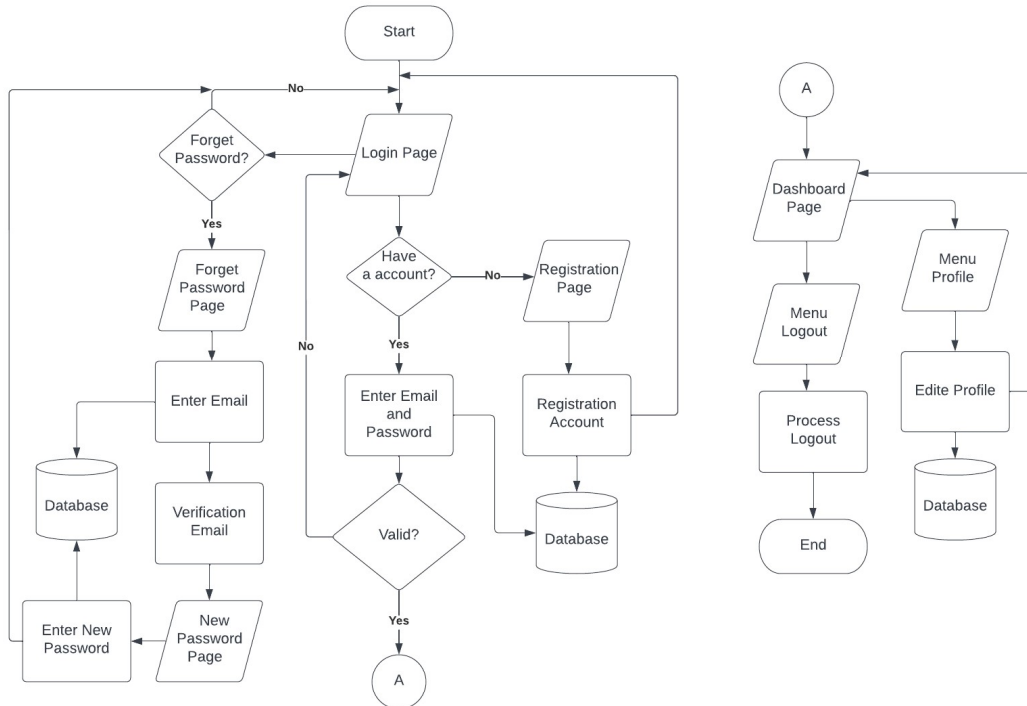 Start
No
A
Forget
Password?
Login Page
Dashboard
Page
Yes
Have
a account?
No
Registration
Page
Forget
Password
Page
Menu
Profile
Menu
Logout
No
Yes
Enter Email
Enter Email
and
Password
Registration
Account
Edite Profile
Process
Logout
Database
Verification
Email
Valid?
Database
Database
End
Enter New
Password
New
Password
Page
Yes
A